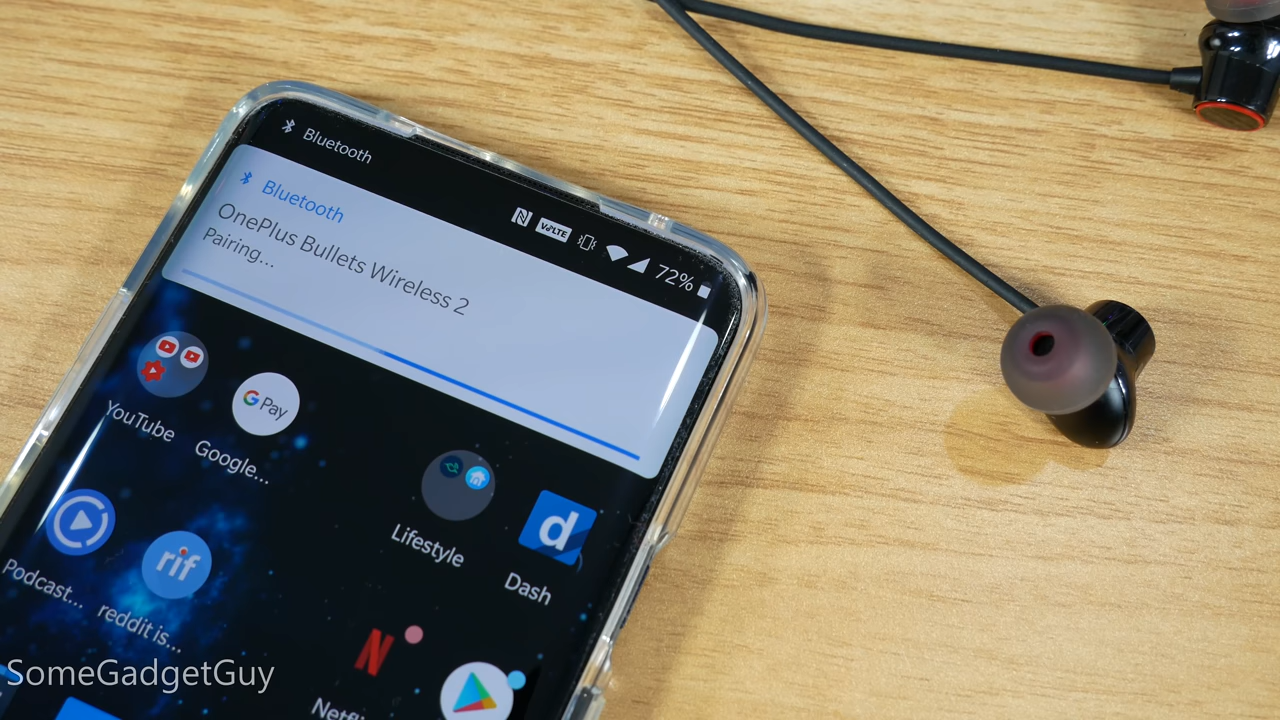 Bluetooth
VoLTE
72%
Bluetooth
OnePlus Bullets Wireless 2
Pairing...
YouTube
G Pay
Google...
Lifestyle
d
Dash
Podcast...
rif
reddit is...
N
Netfli
SomeGadgetGuy